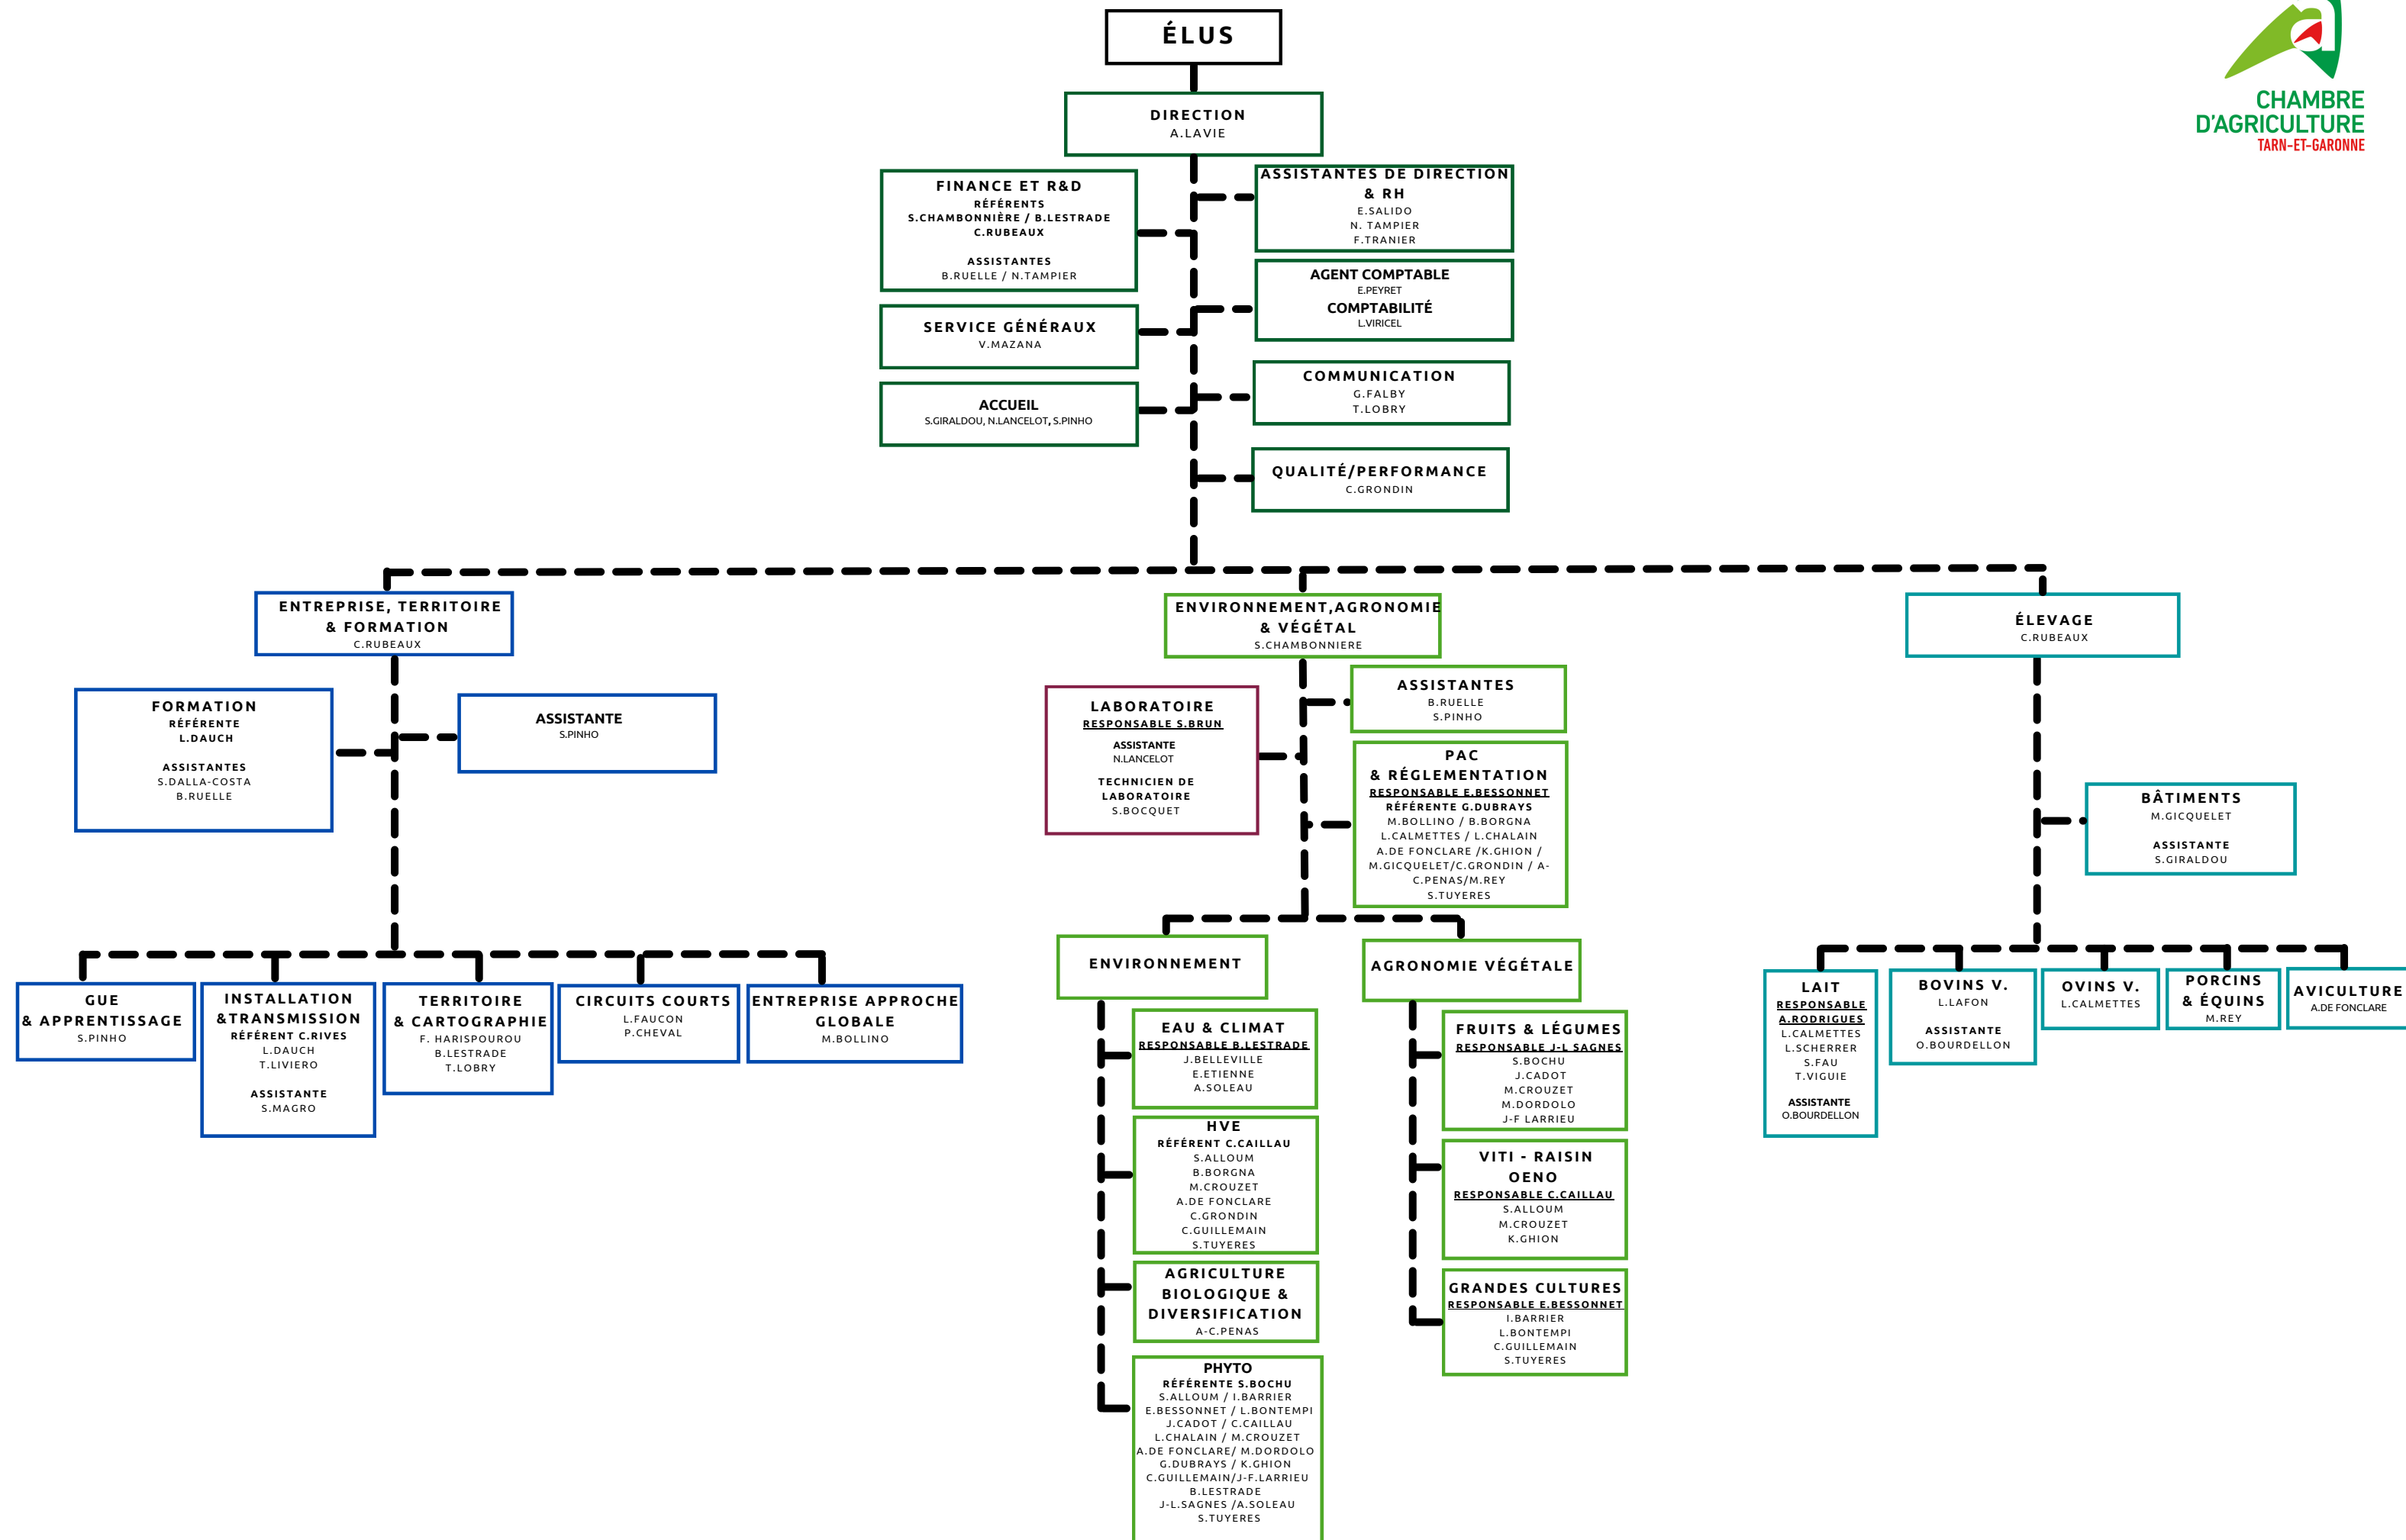 ÉLUS
CHAMBRE
D'AGRICULTURE
TARN-ET-GARONNE
DIRECTION
A.LAVIE
FINANCE ET R&D
RÉFÉRENTS
S.CHAMBONNIÈRE / B.LESTRADE
C.RUBEAUX
ASSISTANTES
B.RUELLE / N.TAMPIER
ASSISTANTES DE DIRECTION
& RH
E.SALIDO
N. TAMPIER
F.TRANIER
AGENT COMPTABLE
E.PEYRET
COMPTABILITÉ
L.VIRICEL
SERVICE GÉNÉRAUX
V.MAZANA
COMMUNICATION
G.FALBY
T.LOBRY
ACCUEIL
S.GIRALDOU, N.LANCELOT, S.PINHO
QUALITÉ/PERFORMANCE
C.GRONDIN
ENTREPRISE, TERRITOIRE
& FORMATION
C.RUBEAUX
FORMATION
RÉFÉRENTE
L.DAUCH
ASSISTANTES
S.DALLA-COSTA
B.RUELLE
ASSISTANTE
S.PINHO
GUE
& APPRENTISSAGE
S.PINHO
INSTALLATION
&TRANSMISSION
RÉFÉRENT C.RIVES
L.DAUCH
T.LIVIERO
ASSISTANTE
S.MAGRO
TERRITOIRE
& CARTOGRAPHIE
F. HARISPOUROU
B.LESTRADE
T.LOBRY
CIRCUITS COURTS
L.FAUCON
P.CHEVAL
ENTREPRISE APPROCHE
GLOBALE
M.BOLLINO
ENVIRONNEMENT,AGRONOMIE
& VÉGÉTAL
S.CHAMBONNIERE
LABORATOIRE
RESPONSABLE S.BRUN
ASSISTANTE
N.LANCELOT
TECHNICIEN DE
LABORATOIRE
S.BOCQUET
ASSISTANTES
B.RUELLE
S.PINHO
PAC
& RÉGLEMENTATION
RESPONSABLE E.BESSONNET
RÉFÉRENTE G.DUBRAYS
M.BOLLINO / B.BORGNA
L.CALMETTES / L.CHALAIN
A.DE FONCLARE /K.GHION /
M.GICQUELET/C.GRONDIN / A-
C.PENAS/M.REY
S.TUYERES
ENVIRONNEMENT
EAU & CLIMAT
RESPONSABLE B.LESTRADE
J.BELLEVILLE
E.ETIENNE
A.SOLEAU
HVE
RÉFÉRENT C.CAILLAU
S.ALLOUM
B.BORGNA
M.CROUZET
A.DE FONCLARE
C.GRONDIN
C.GUILLEMAIN
S.TUYERES
AGRICULTURE
BIOLOGIQUE &
DIVERSIFICATION
A-C.PENAS
PHYTO
RÉFÉRENTE S.BOCHU
S.ALLOUM / I.BARRIER
E.BESSONNET / L.BONTEMPI
J.CADOT / C.CAILLAU
L.CHALAIN / M.CROUZET
A.DE FONCLARE/ M.DORDOLO
G.DUBRAYS / K.GHION
C.GUILLEMAIN/J-F.LARRIEU
B.LESTRADE
J-L.SAGNES /A.SOLEAU
S.TUYERES
AGRONOMIE VÉGÉTALE
FRUITS & LÉGUMES
RESPONSABLE J-L SAGNES
S.BOCHU
J.CADOT
M.CROUZET
M.DORDOLO
J-F LARRIEU
VITI - RAISIN
OENO
RESPONSABLE C.CAILLAU
S.ALLOUM
M.CROUZET
K.GHION
GRANDES CULTURES
RESPONSABLE E.BESSONNET
I.BARRIER
L.BONTEMPI
C.GUILLEMAIN
S.TUYERES
ÉLEVAGE
C.RUBEAUX
BÂTIMENTS
M.GICQUELET
ASSISTANTE
S.GIRALDOU
LAIT
RESPONSABLE
A.RODRIGUES
L.CALMETTES
L.SCHERRER
S.FAU
T.VIGUIE
ASSISTANTE
O.BOURDELLON
BOVINS V.
L.LAFON
ASSISTANTE
O.BOURDELLON
OVINS V.
L.CALMETTES
PORCINS
& ÉQUINS
M.REY
AVICULTURE
A.DE FONCLARE